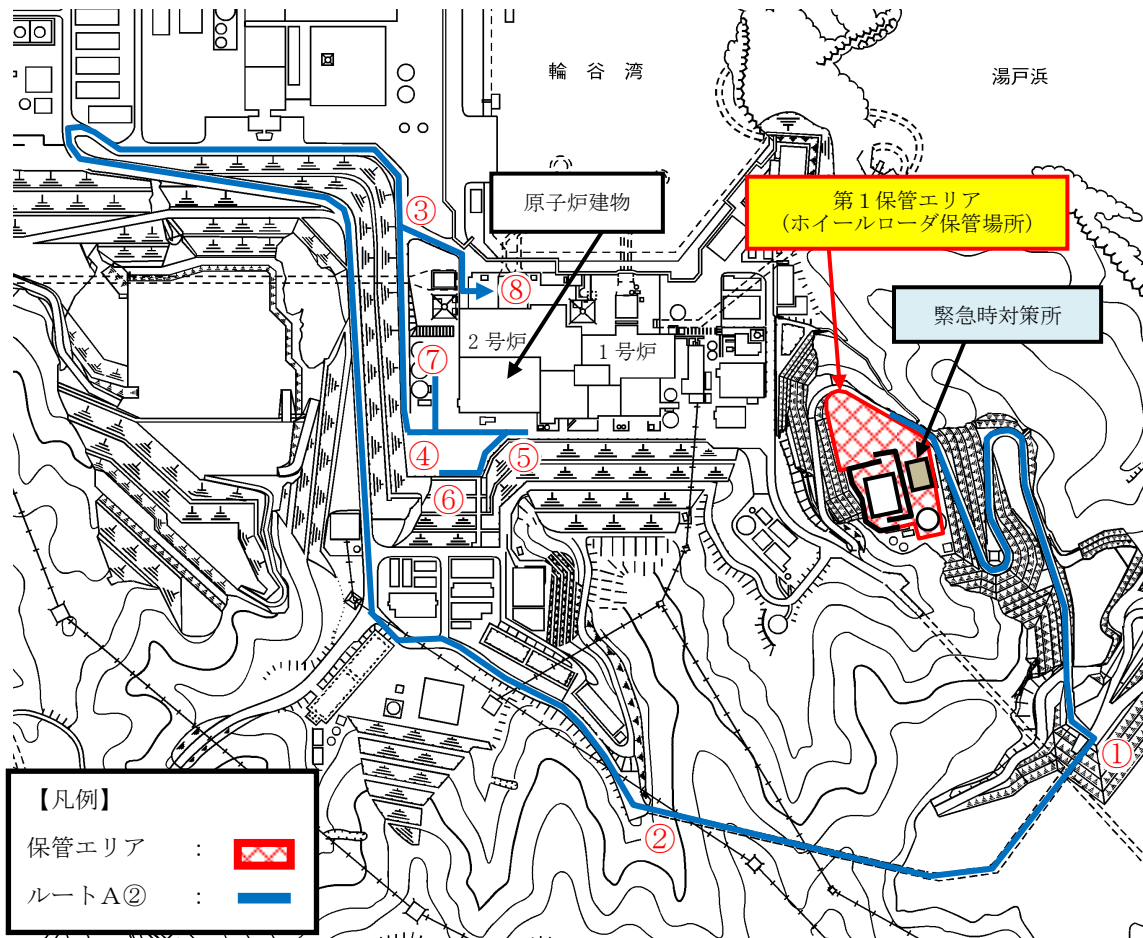 輪谷湾
湯戸浜
原子炉建物
第1保管エリア
(ホイールローダ保管場所)
③
⑧
緊急時対策所
2号炉
1号炉
⑦
④
⑤
⑥
①
②
【凡例】
保管エリア :
ルートA② :